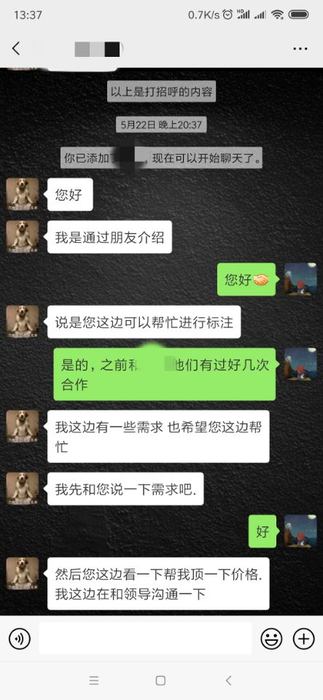 13:37
0.7K/s
以上是打招呼的内容
5月22日 晚上20:37
你已添加 ，现在可以开始聊天了。
您好
我是通过朋友介绍
您好
说是您这边可以帮忙进行标注
是的，之前和 他们有过好几次
合作
我这边有一些需求 也希望您这边帮
忙
我先和您说一下需求吧.
好
然后您这边看一下帮我顶一下价格.
我这边在和领导沟通一下